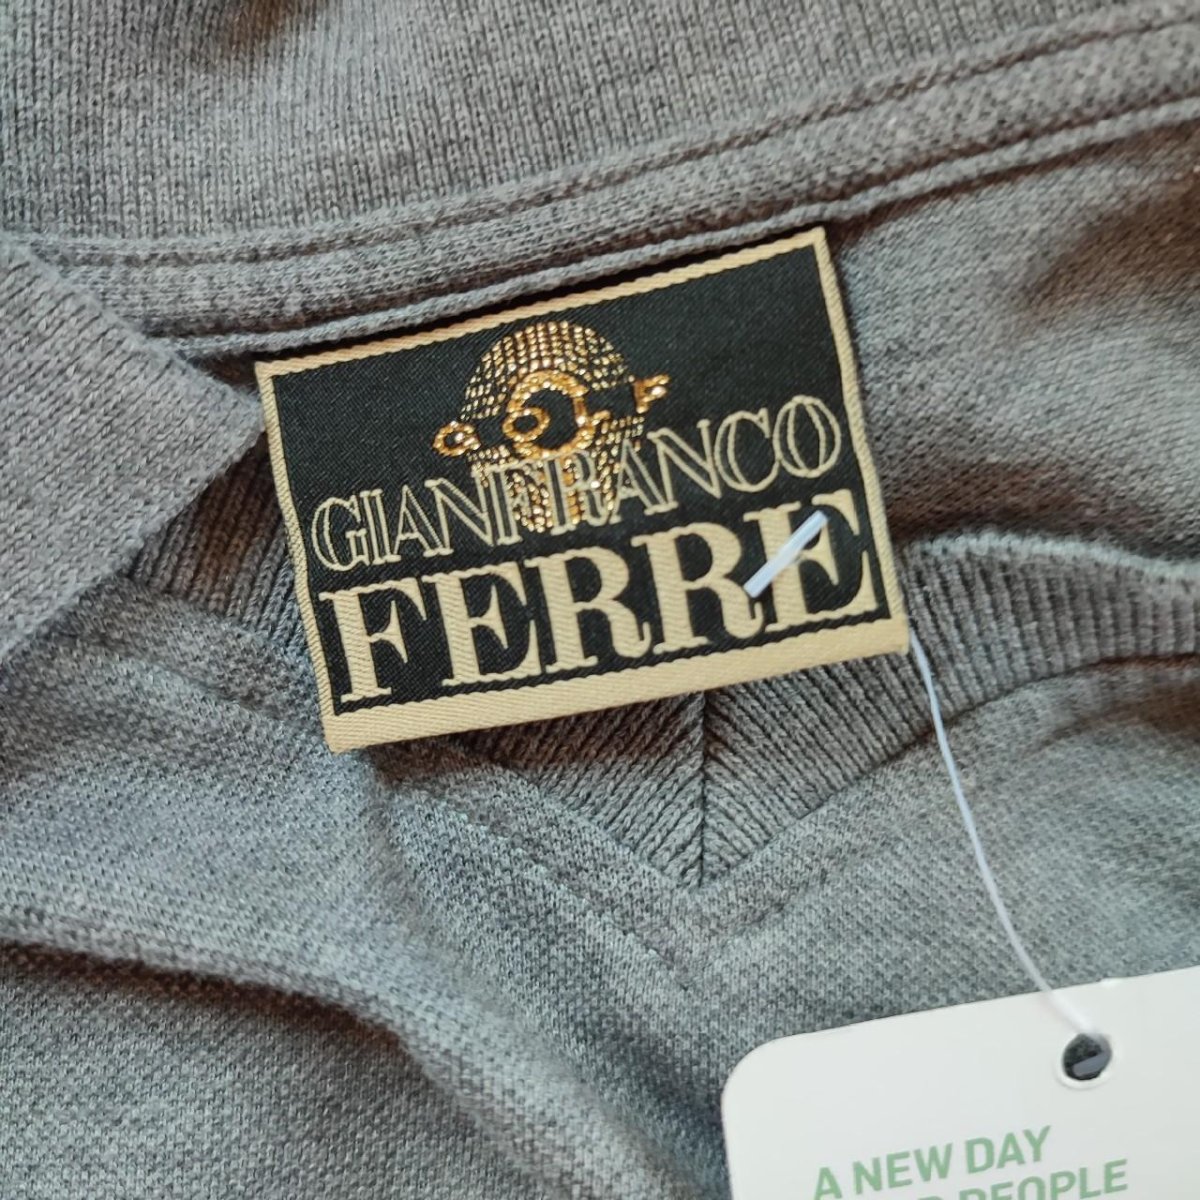 GOLF
GIANFRANCO
FERRE
A NEW DAY
PEOPLE